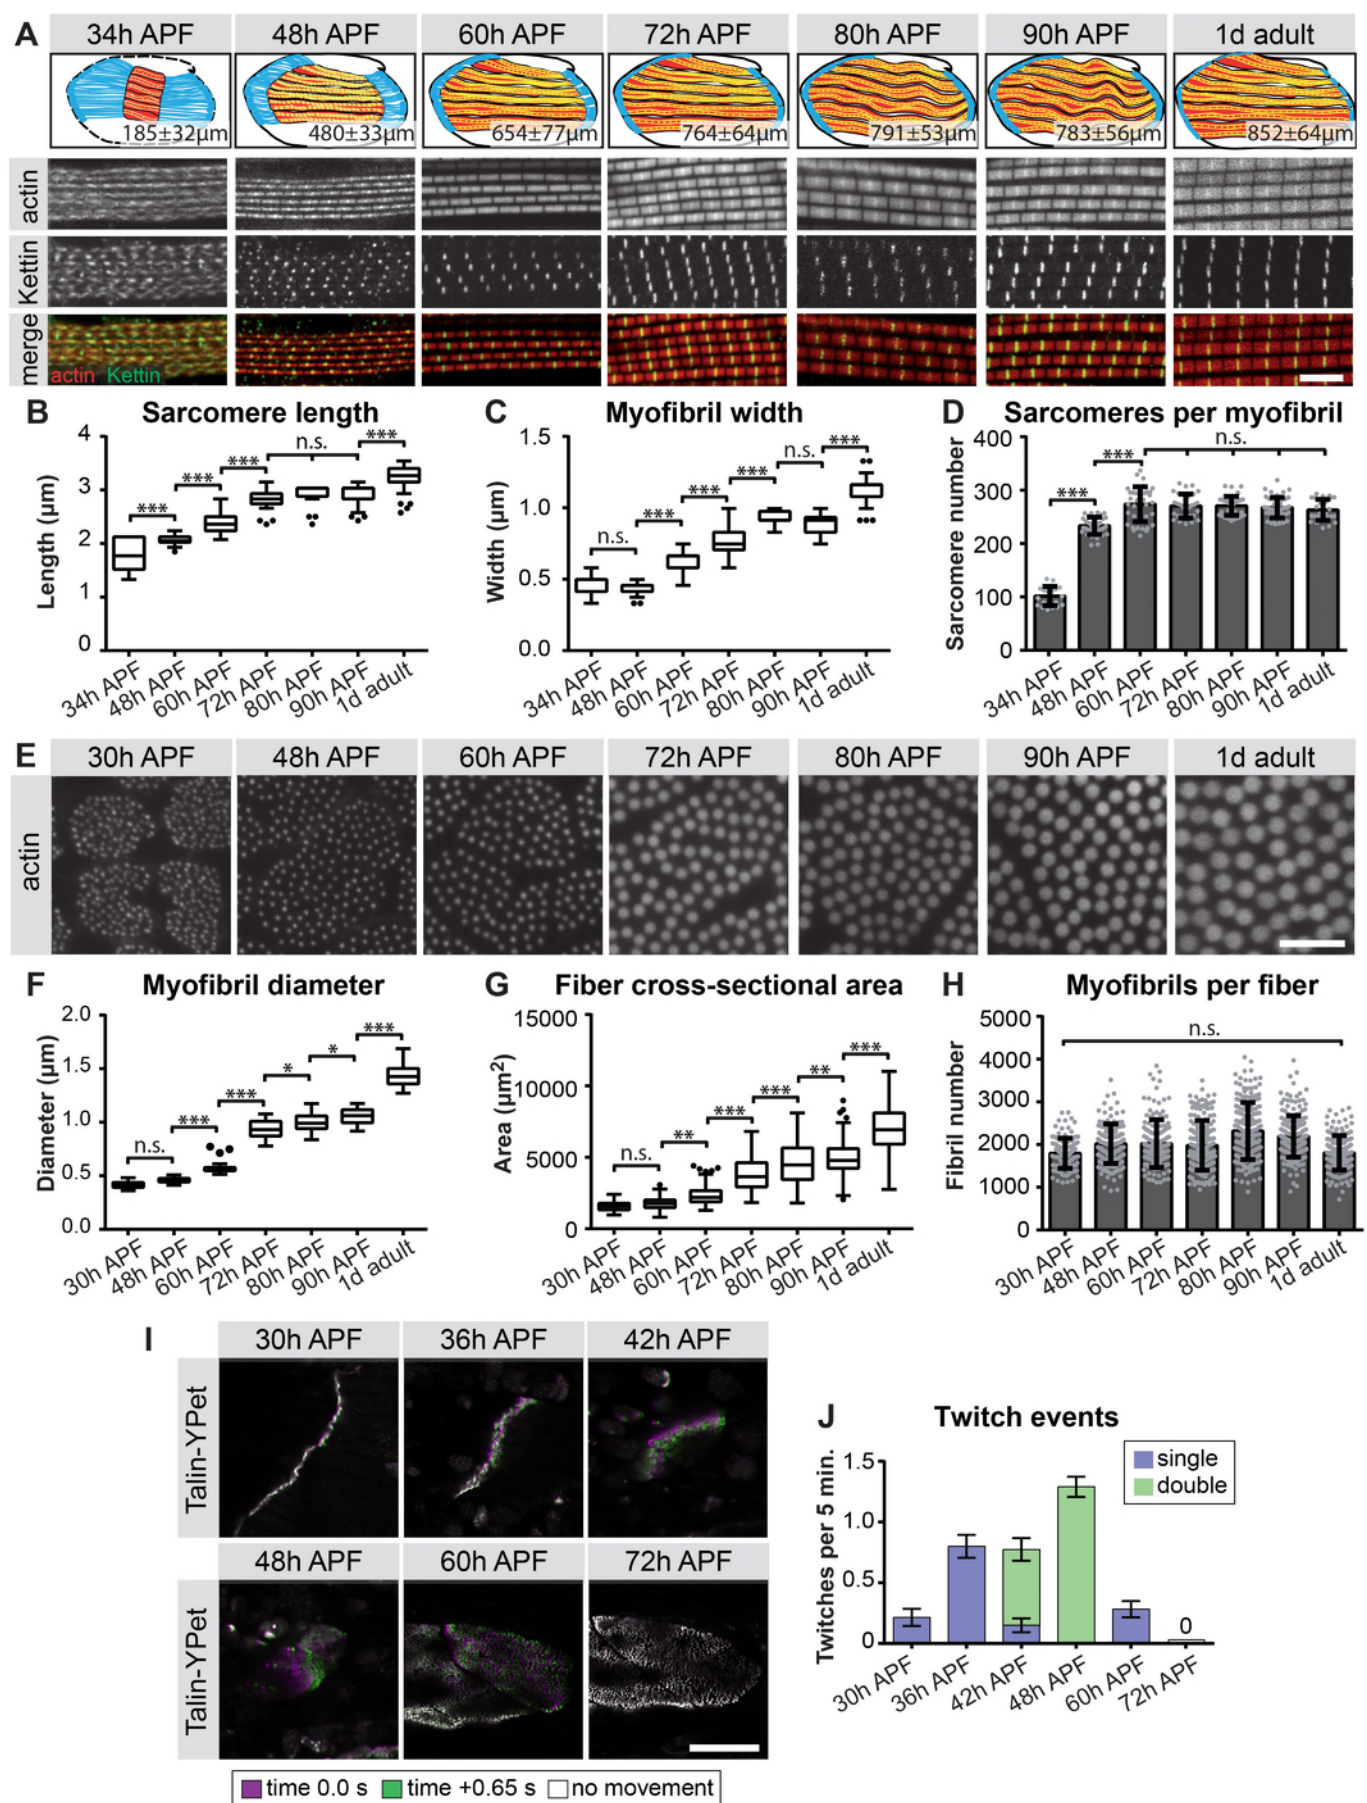 A
34h APF 48h APF 60h APF 72h APF 80h APF 90h APF 1d adult
185±32µm 480±33µm 654±77µm 764±64µm 791±53µm 783±56µm 852±64µm
actin
Kettin
merge
actin Kettin
B Sarcomere length
Length (µm)
4
3
2
1
0
*** *** *** n.s. ***
34h APF 48h APF 60h APF 72h APF 80h APF 90h APF 1d adult
C Myofibril width
Width (µm)
1.5
1.0
0.5
0.0
n.s. *** *** *** n.s. ***
34h APF 48h APF 60h APF 72h APF 80h APF 90h APF 1d adult
D Sarcomeres per myofibril
Sarcomere number
400
300
200
100
0
*** *** n.s.
34h APF 48h APF 60h APF 72h APF 80h APF 90h APF 1d adult
E
30h APF 48h APF 60h APF 72h APF 80h APF 90h APF 1d adult
actin
F Myofibril diameter
Diameter (µm)
2.0
1.5
1.0
0.5
0.0
n.s. *** *** * * ***
30h APF 48h APF 60h APF 72h APF 80h APF 90h APF 1d adult
G Fiber cross-sectional area
Area (µm²)
15000
10000
5000
0
n.s. ** *** *** ** ***
30h APF 48h APF 60h APF 72h APF 80h APF 90h APF 1d adult
H Myofibrils per fiber
Fibril number
5000
4000
3000
2000
1000
0
n.s.
30h APF 48h APF 60h APF 72h APF 80h APF 90h APF 1d adult
I
30h APF 36h APF 42h APF
Talin-YPet
48h APF 60h APF 72h APF
Talin-YPet
time 0.0 s time +0.65 s no movement
J Twitch events
single
double
Twitches per 5 min.
1.5
1.0
0.5
0
0
30h APF 36h APF 42h APF 48h APF 60h APF 72h APF